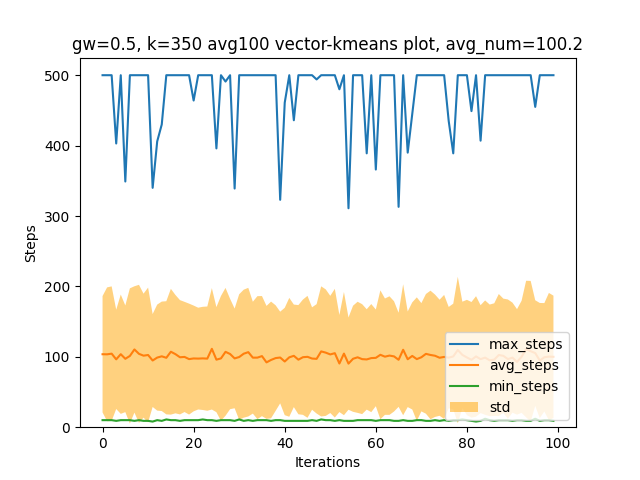 gw=0.5, k=350 avg100 vector-kmeans plot, avg_num=100.2
500
400
300
200
100
0
Steps
max_steps
avg_steps
min_steps
std
0 20 40 60 80 100
Iterations